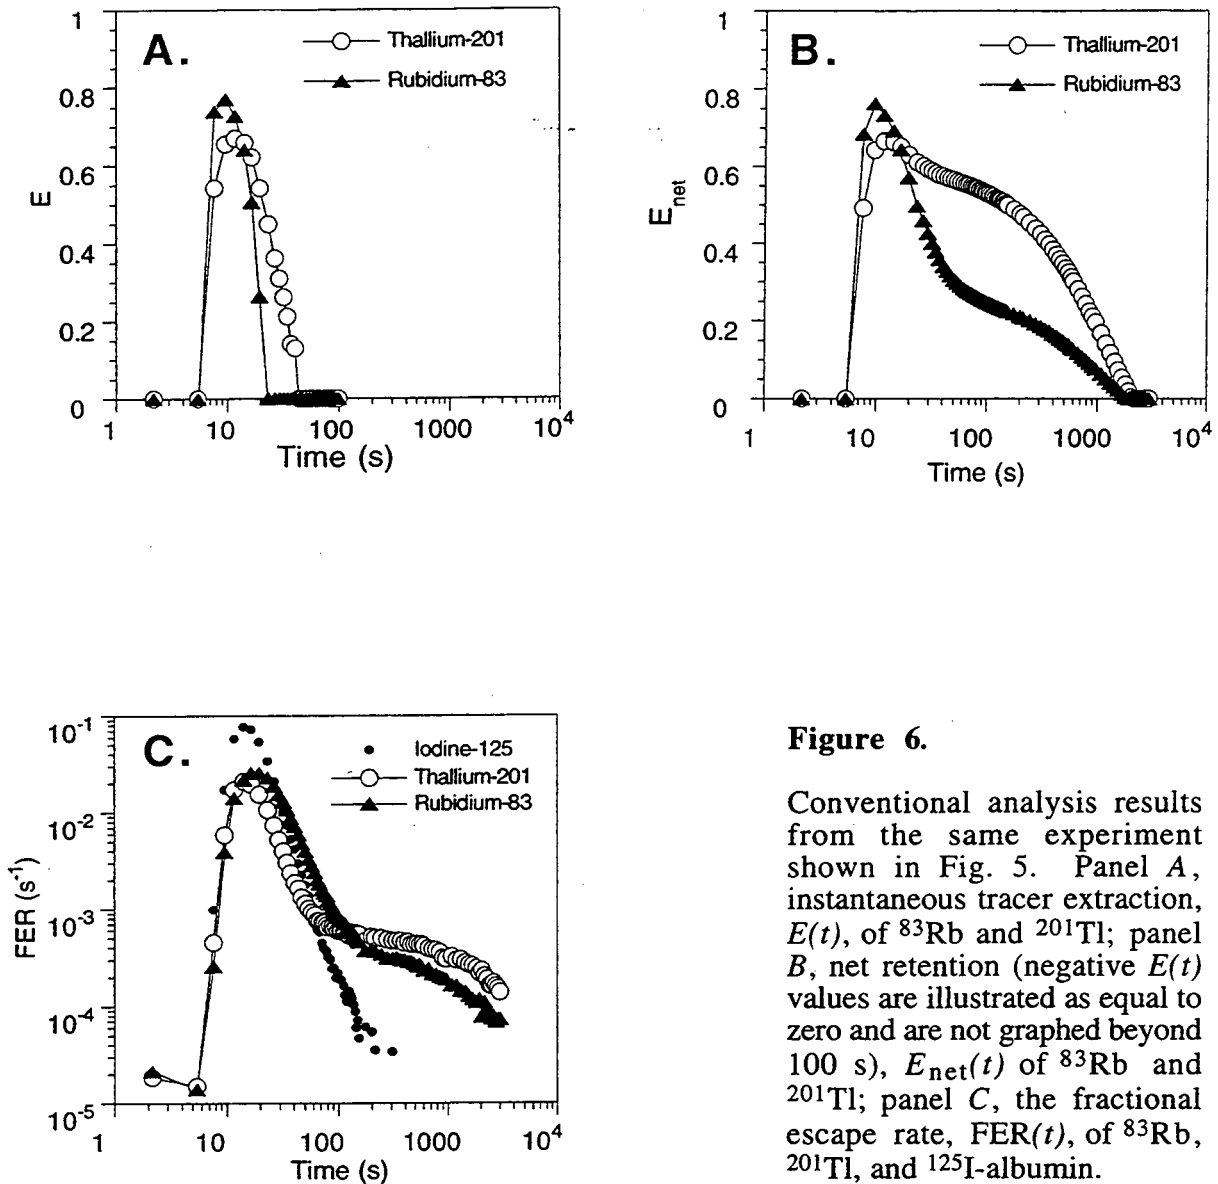 A.
Thallium-201
Rubidium-83
1
0.8
0.6
0.4
0.2
0
E
1 10 100 1000 10⁴
Time (s)
B.
Thallium-201
Rubidium-83
1
0.8
0.6
0.4
0.2
0
E_net
1 10 100 1000 10⁴
Time (s)
C.
Iodine-125
Thallium-201
Rubidium-83
10⁻¹
10⁻²
10⁻³
10⁻⁴
10⁻⁵
FER (s⁻¹)
1 10 100 1000 10⁴
Time (s)
Figure 6.
Conventional analysis results
from the same experiment
shown in Fig. 5. Panel A,
instantaneous tracer extraction,
E(t), of ⁸³Rb and ²⁰¹Tl; panel
B, net retention (negative E(t)
values are illustrated as equal to
zero and are not graphed beyond
100 s), E_net(t) of ⁸³Rb and
²⁰¹Tl; panel C, the fractional
escape rate, FER(t), of ⁸³Rb,
²⁰¹Tl, and ¹²⁵I-albumin.